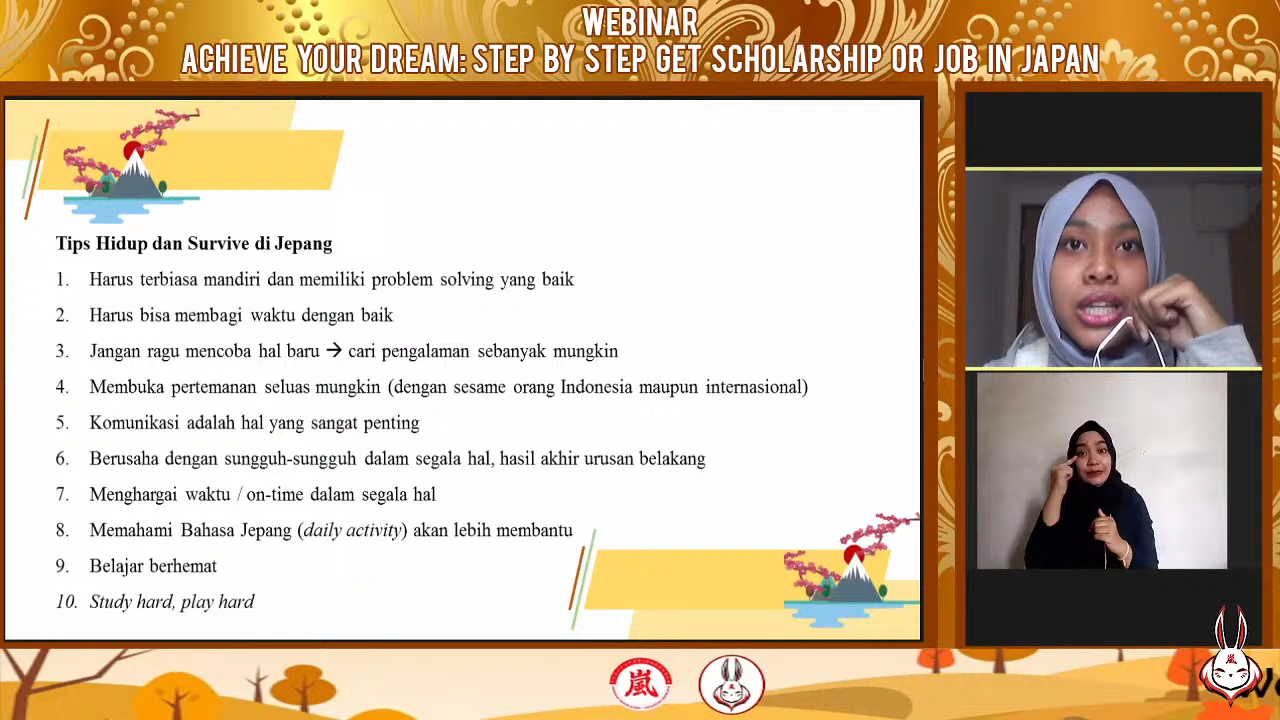 WEBINAR
ACHIEVE YOUR DREAM: STEP BY STEP GET SCHOLARSHIP OR JOB IN JAPAN
Tips Hidup dan Survive di Jepang
1. Harus terbiasa mandiri dan memiliki problem solving yang baik
2. Harus bisa membagi waktu dengan baik
3. Jangan ragu mencoba hal baru → cari pengalaman sebanyak mungkin
4. Membuka pertemanan seluas mungkin (dengan sesame orang Indonesia maupun internasional)
5. Komunikasi adalah hal yang sangat penting
6. Berusaha dengan sungguh-sungguh dalam segala hal, hasil akhir urusan belakang
7. Menghargai waktu / on-time dalam segala hal
8. Memahami Bahasa Jepang (daily activity) akan lebih membantu
9. Belajar berhemat
10. Study hard, play hard
嵐
嵐